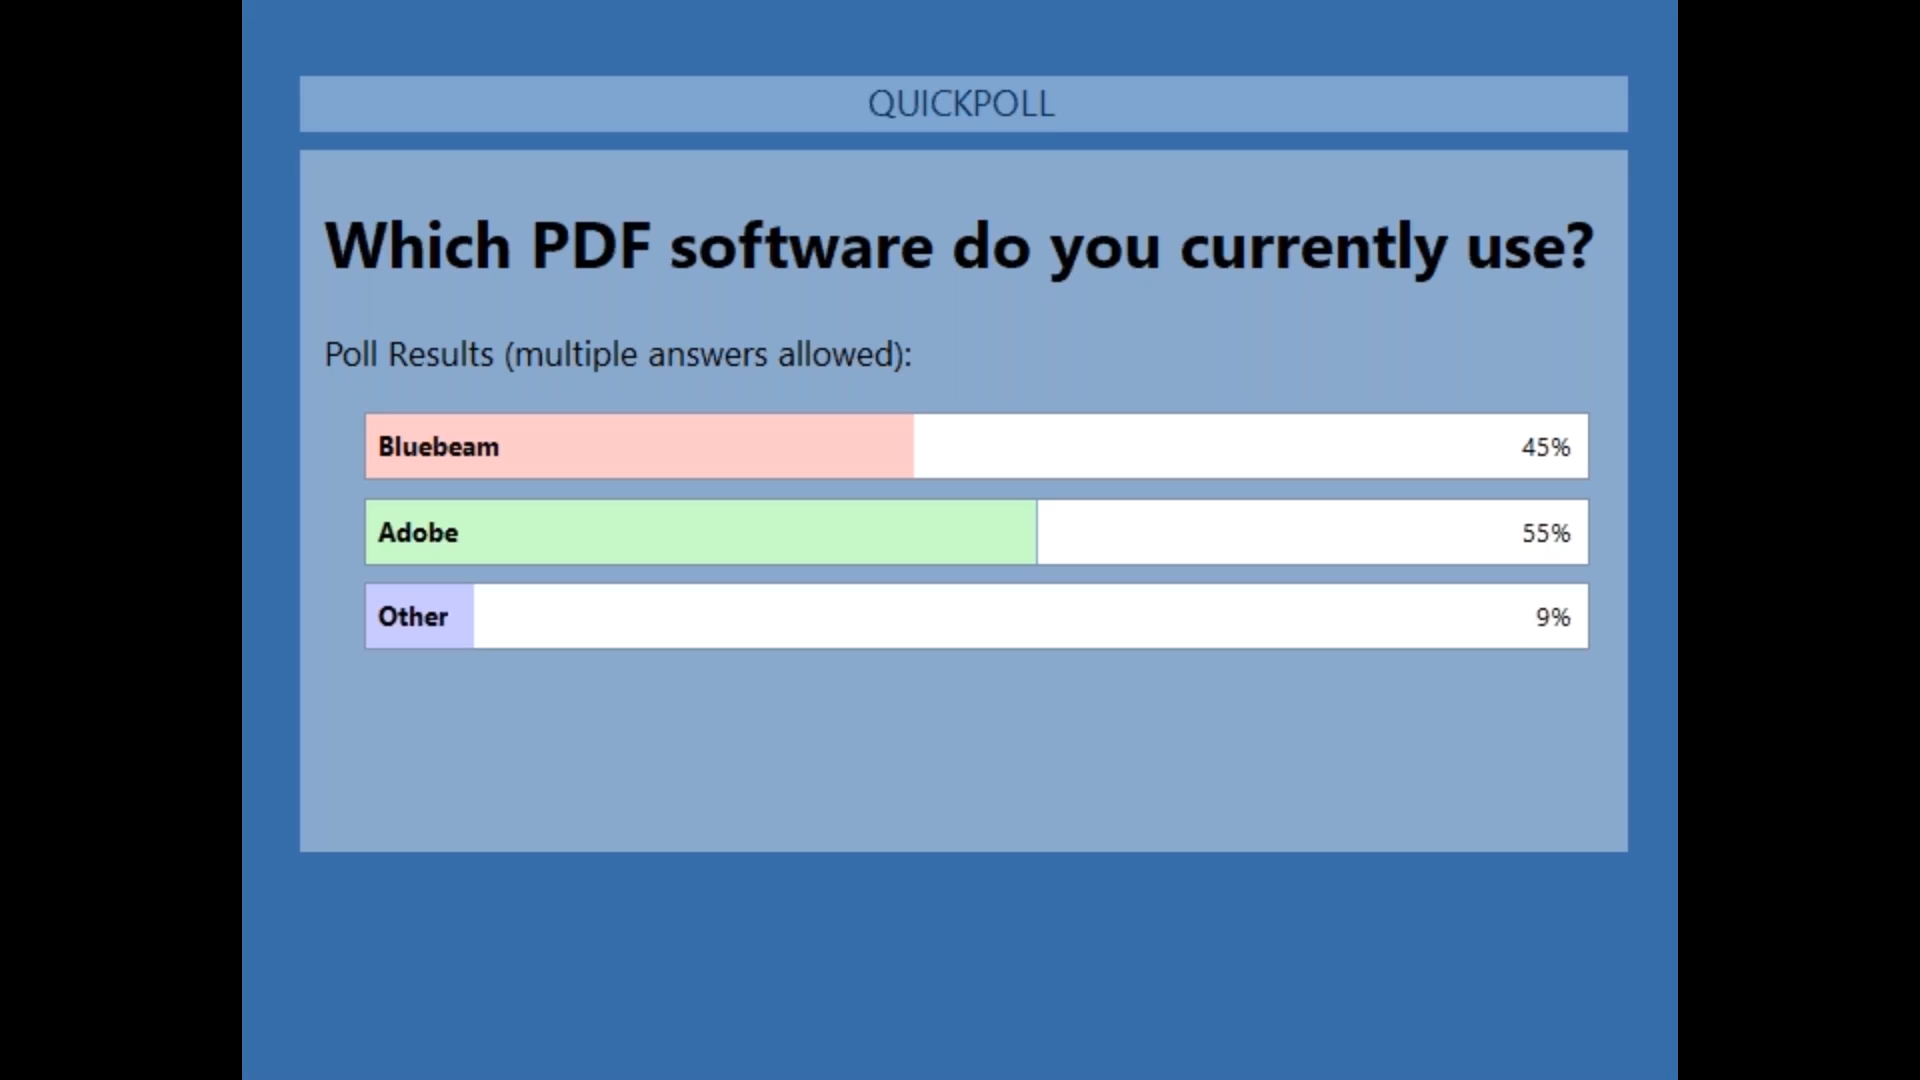 QUICKPOLL
Which PDF software do you currently use?
Poll Results (multiple answers allowed):
Bluebeam 45%
Adobe 55%
Other 9%